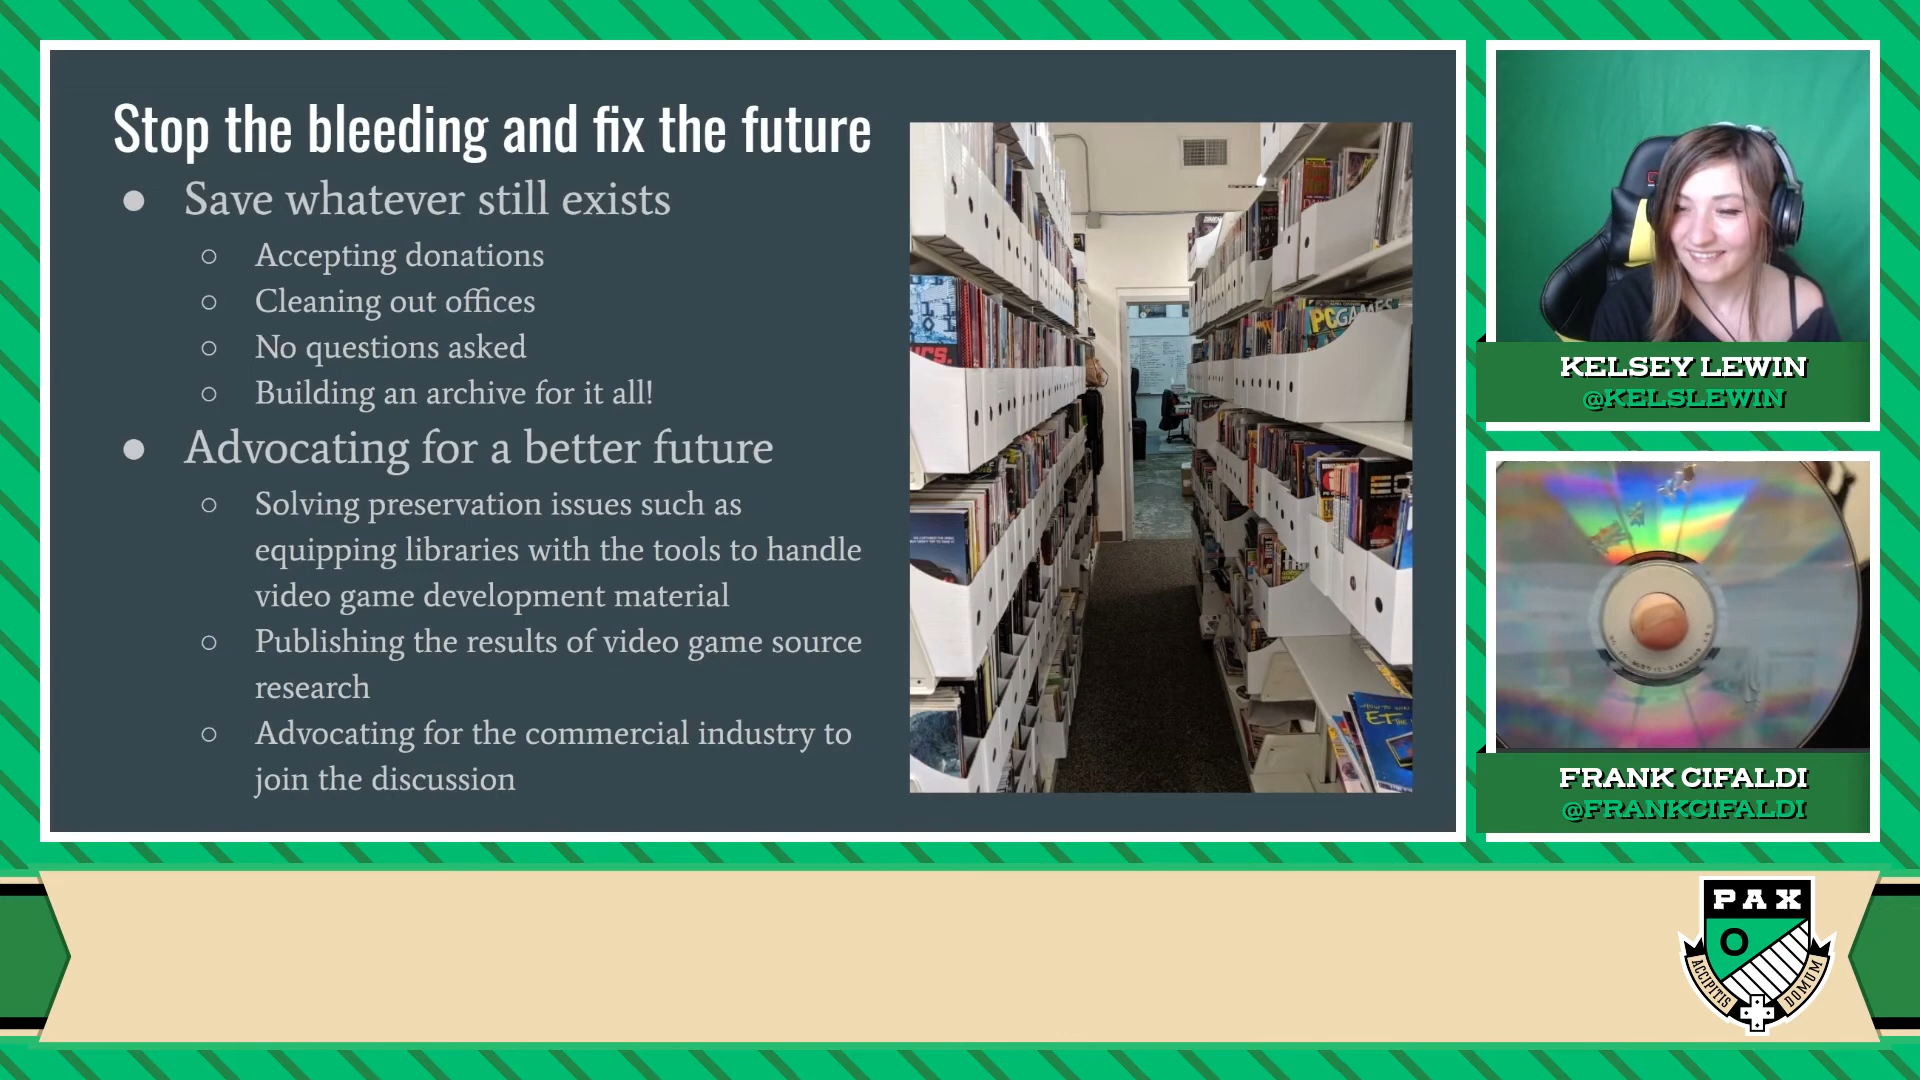 Stop the bleeding and fix the future
● Save whatever still exists
○ Accepting donations
○ Cleaning out offices
○ No questions asked
○ Building an archive for it all!
● Advocating for a better future
○ Solving preservation issues such as
equipping libraries with the tools to handle
video game development material
○ Publishing the results of video game source
research
○ Advocating for the commercial industry to
join the discussion
PC GAMES
ET
KELSEY LEWIN
@KELSLEWIN
FRANK CIFALDI
@FRANKCIFALDI
PAX
O
ACCIPITIS DOMUM